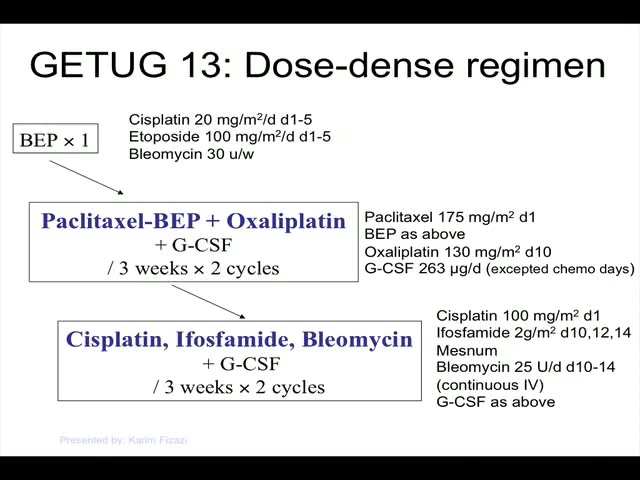 GETUG 13: Dose-dense regimen
BEP × 1
Cisplatin 20 mg/m²/d d1-5
Etoposide 100 mg/m²/d d1-5
Bleomycin 30 u/w
Paclitaxel-BEP + Oxaliplatin
+ G-CSF
/ 3 weeks × 2 cycles
Paclitaxel 175 mg/m² d1
BEP as above
Oxaliplatin 130 mg/m² d10
G-CSF 263 µg/d (excepted chemo days)
Cisplatin, Ifosfamide, Bleomycin
+ G-CSF
/ 3 weeks × 2 cycles
Cisplatin 100 mg/m² d1
Ifosfamide 2g/m² d10,12,14
Mesnum
Bleomycin 25 U/d d10-14
(continuous IV)
G-CSF as above
Presented by: Karim Fizazi